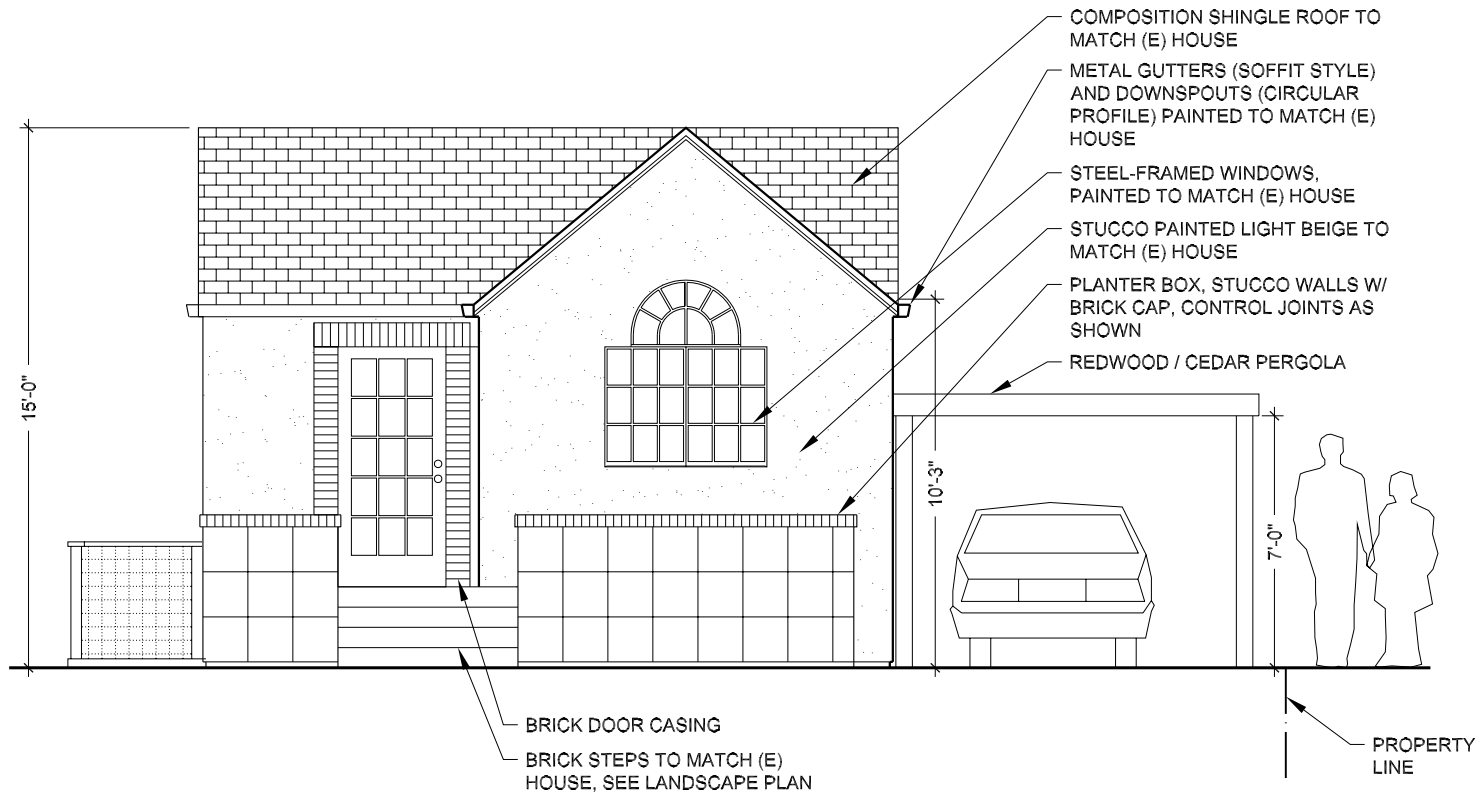 COMPOSITION SHINGLE ROOF TO
MATCH (E) HOUSE
METAL GUTTERS (SOFFIT STYLE)
AND DOWNSPOUTS (CIRCULAR
PROFILE) PAINTED TO MATCH (E)
HOUSE
STEEL-FRAMED WINDOWS,
PAINTED TO MATCH (E) HOUSE
STUCCO PAINTED LIGHT BEIGE TO
MATCH (E) HOUSE
PLANTER BOX, STUCCO WALLS W/
BRICK CAP, CONTROL JOINTS AS
SHOWN
REDWOOD / CEDAR PERGOLA
15'-0"
10'-3"
7'-0"
BRICK DOOR CASING
BRICK STEPS TO MATCH (E)
HOUSE, SEE LANDSCAPE PLAN
PROPERTY
LINE